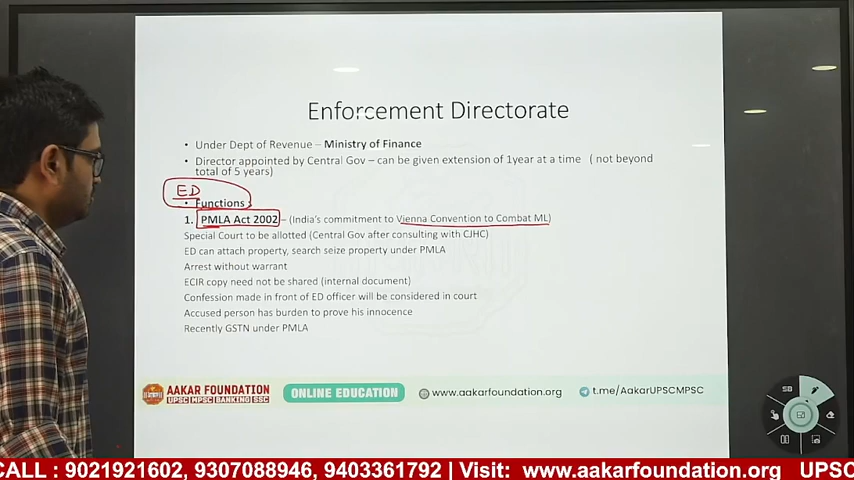 Enforcement Directorate
• Under Dept of Revenue – Ministry of Finance
• Director appointed by Central Gov – can be given extension of 1year at a time ( not beyond
total of 5 years)
ED
• Functions :
1. PMLA Act 2002 – (India's commitment to Vienna Convention to Combat ML)
Special Court to be allotted (Central Gov after consulting with CJHC)
ED can attach property, search seize property under PMLA
Arrest without warrant
ECIR copy need not be shared (internal document)
Confession made in front of ED officer will be considered in court
Accused person has burden to prove his innocence
Recently GSTN under PMLA
AAKAR FOUNDATION
UPSC MPSC BANKING SSC
ONLINE EDUCATION
www.aakarfoundation.org
t.me/AakarUPSCMPSC
CALL : 9021921602, 9307088946, 9403361792 | Visit: www.aakarfoundation.org UPSC